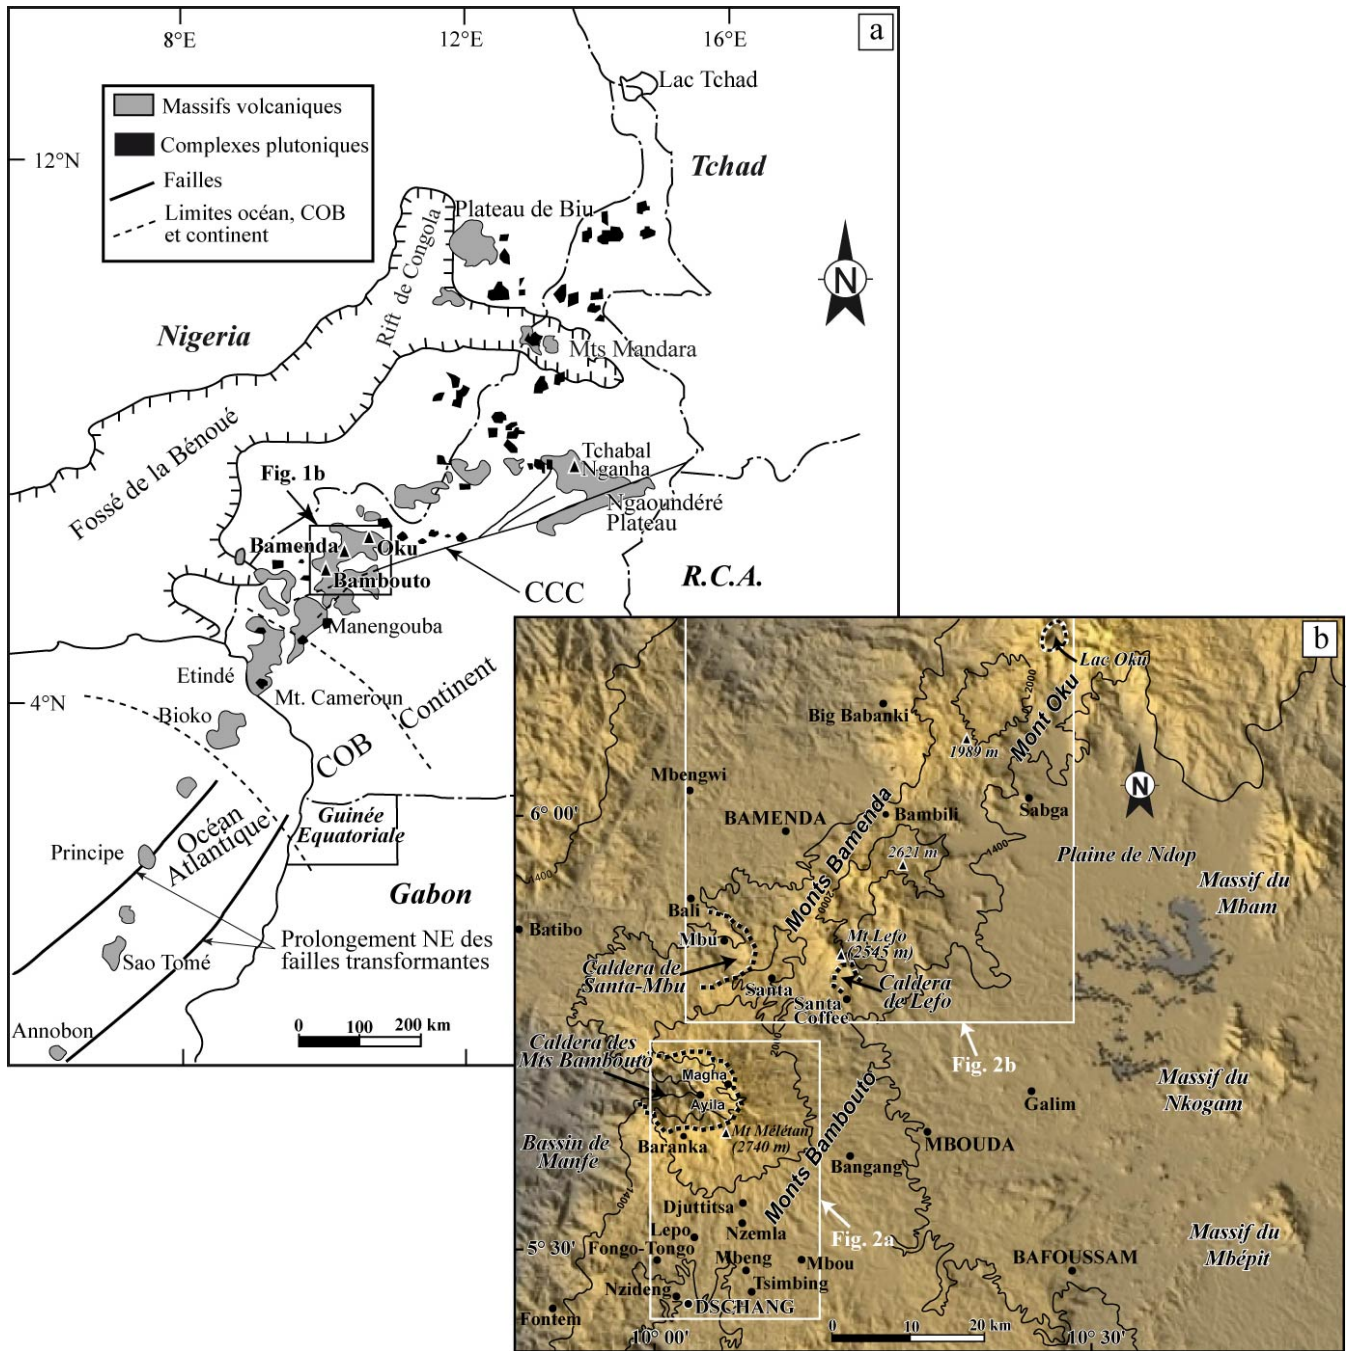 8°E
12°E
16°E
a
Lac Tchad
Massifs volcaniques
Complexes plutoniques
Failles
Limites océan, COB
et continent
12°N
Tchad
Plateau de Biu
Rift de Congola
N
Nigeria
Mts Mandara
Fossé de la Bénoué
Tchabal
Nganha
Fig. 1b
Ngaoundéré
Plateau
Bamenda
Oku
Bambouto
CCC
R.C.A.
Manengouba
Etindé
Mt. Cameroun
Continent
4°N
Bioko
COB
Océan
Atlantique
Guinée
Equatoriale
Principe
Gabon
Prolongement NE des
failles transformantes
Sao Tomé
Annobon
0 100 200 km
b
Lac Oku
2000
Mont Oku
Big Babanki
1989 m
N
Mbengwi
Sabga
6° 00'
BAMENDA
Bambili
Monts Bamenda
1400
2621 m
Plaine de Ndop
Massif du
Mbam
1400
Bali
2000
Batibo
Mbu
Mt Lefo
(2545 m)
Caldera de
Santa-Mbu
Santa
Caldera
de Lefo
Santa
Coffee
Fig. 2b
Caldera des
Mts Bambouto
Magha
Ayila
Massif du
Nkogam
Galim
Mt Mélétan
(2740 m)
Baranka
MBOUDA
Bassin de
Manfe
Bangang
Monts Bambouto
1400
Djuttitsa
Nzemla
Lepo
Fig. 2a
Massif du
Mbépit
5° 30'
Fongo-Tongo
Mbeng
Mbou
BAFOUSSAM
Tsimbing
Nzideng
DSCHANG
Fontem
0 10 20 km
10° 00'
10° 30'